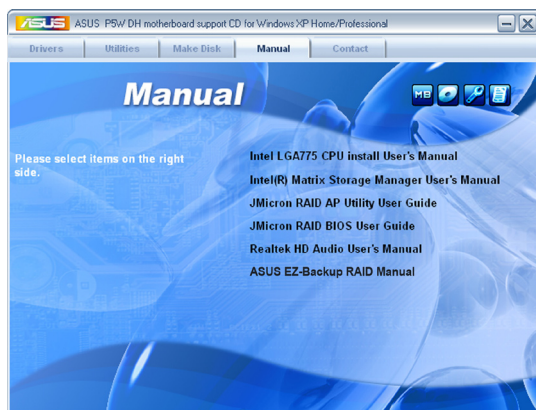 ASUS ASUS P5W DH motherboard support CD for Windows XP Home/Professional
Drivers Utilities Make Disk Manual Contact
Manual
MB
Please select items on the right
side.
Intel LGA775 CPU install User's Manual
Intel(R) Matrix Storage Manager User's Manual
JMicron RAID AP Utility User Guide
JMicron RAID BIOS User Guide
Realtek HD Audio User's Manual
ASUS EZ-Backup RAID Manual